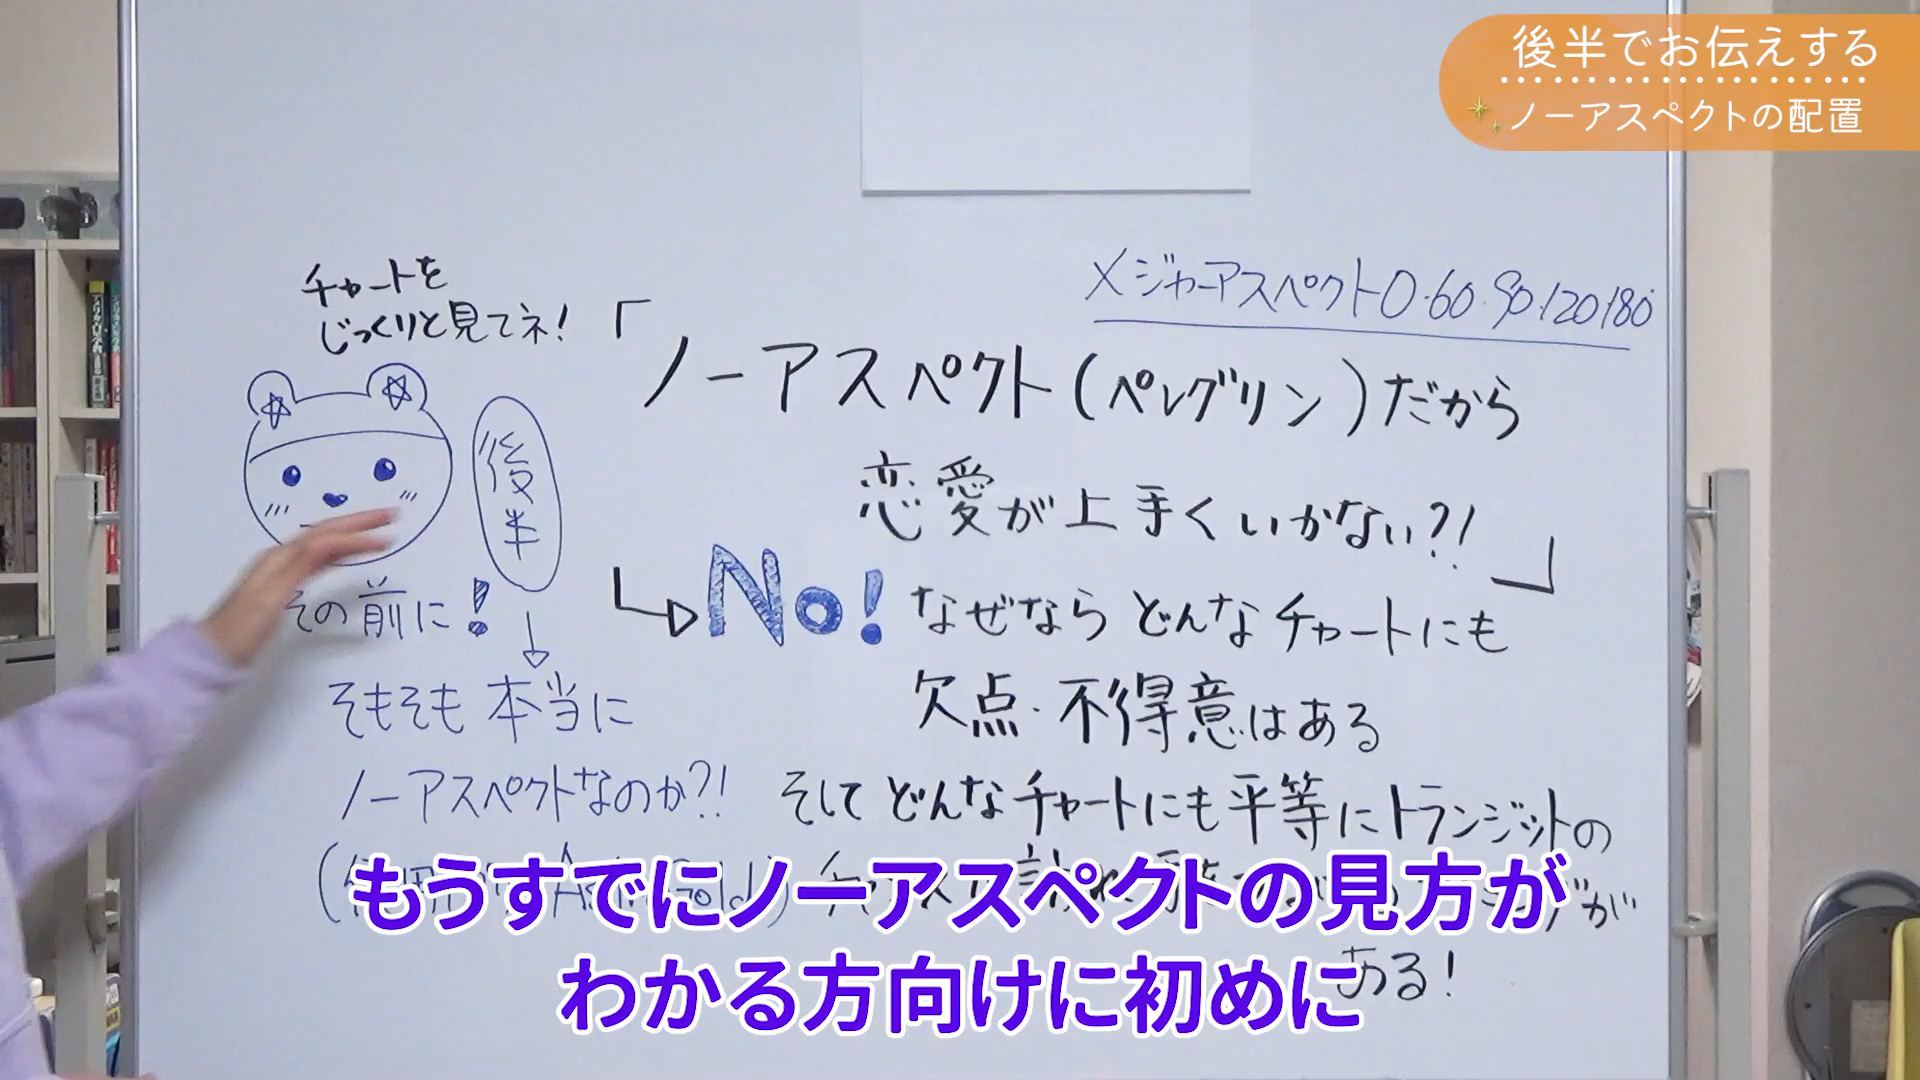 後半でお伝えする
ノーアスペクトの配置
チャートを
じっくりと見てネ!
メジャーアスペクト0・60・90・120・180°
「ノーアスペクト(ペレグリン)だから
恋愛が上手くいかない?!」
No! なぜならどんなチャートにも
欠点・不得意はある
そしてどんなチャートにも平等にトランジットの
がある!
後半
その前に!
そもそも本当に
ノーアスペクトなのか?!
もうすでにノーアスペクトの見方が
わかる方向けに初めに